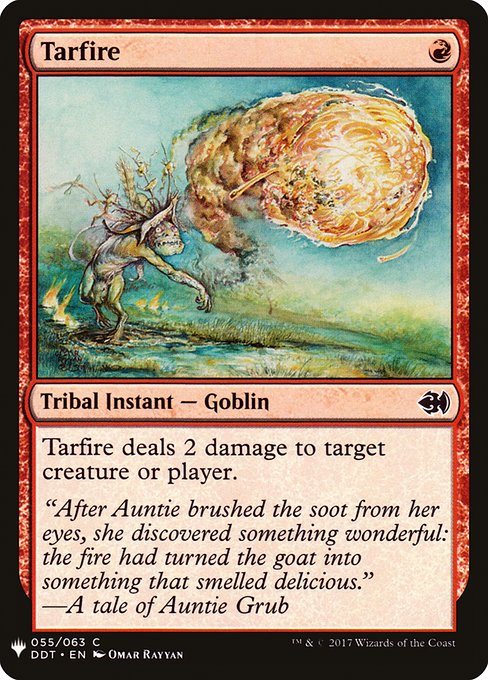 Tarfire
Tribal Instant — Goblin
Tarfire deals 2 damage to target
creature or player.
“After Auntie brushed the soot from her
eyes, she discovered something wonderful:
the fire had turned the goat into
something that smelled delicious.”
—A tale of Auntie Grub
055/063 C
DDT • EN Omar Rayyan
™ & © 2017 Wizards of the Coast